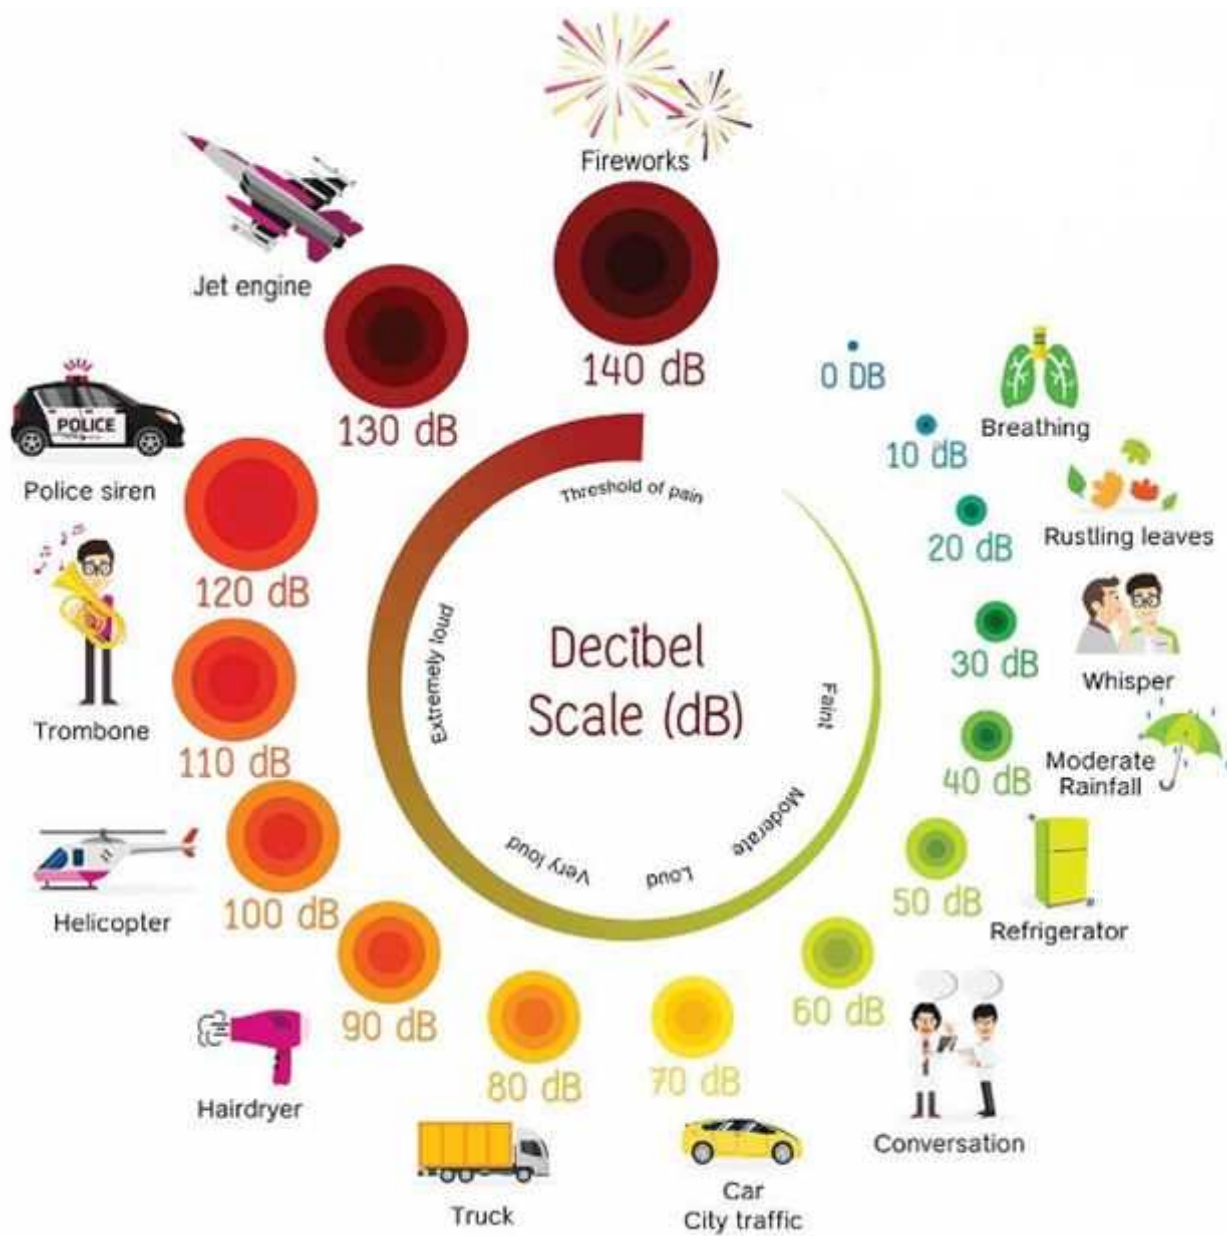 Fireworks
140 dB
Jet engine
130 dB
POLICE
Police siren
120 dB
Trombone
110 dB
Helicopter
100 dB
Hairdryer
90 dB
Truck
80 dB
Car
City traffic
70 dB
Conversation
60 dB
Refrigerator
50 dB
Moderate
Rainfall
40 dB
Whisper
30 dB
Rustling leaves
20 dB
Breathing
10 dB
0 DB
Threshold of pain
Extremely loud
Very loud
Loud
Moderate
Faint
Decibel
Scale (dB)